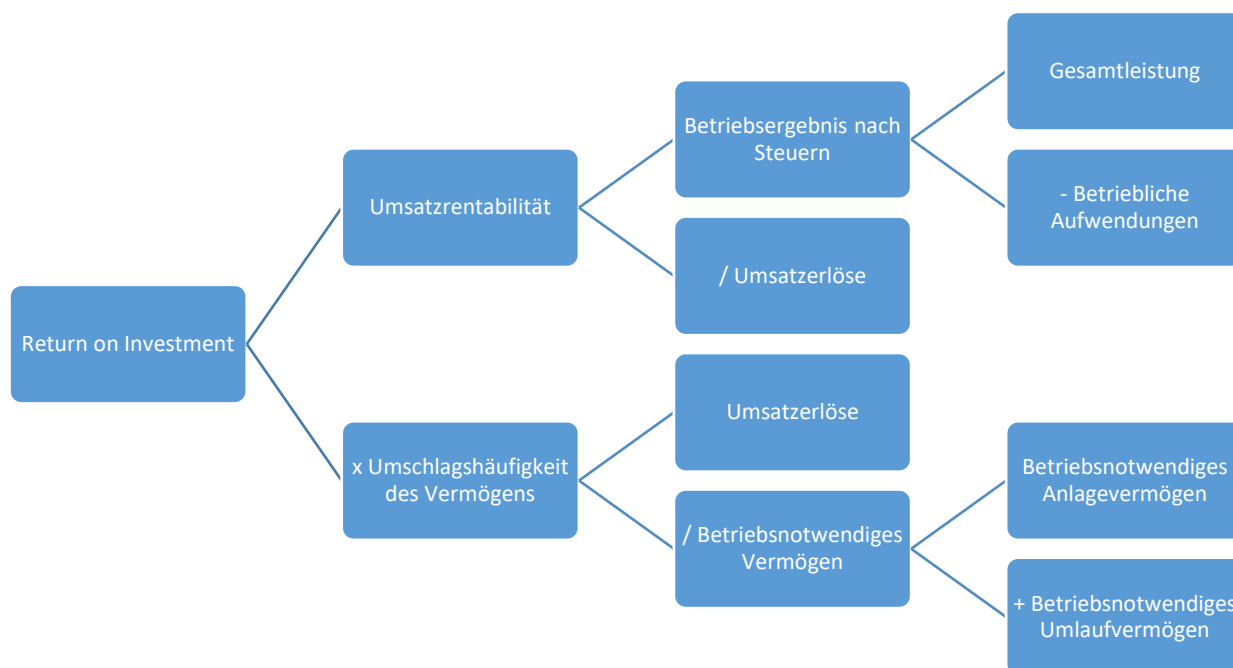 Gesamtleistung
Betriebsergebnis nach
Steuern
- Betriebliche
Aufwendungen
Umsatzrentabilität
/ Umsatzerlöse
Return on Investment
Umsatzerlöse
x Umschlagshäufigkeit
des Vermögens
Betriebsnotwendiges
Anlagevermögen
/ Betriebsnotwendiges
Vermögen
+ Betriebsnotwendiges
Umlaufvermögen